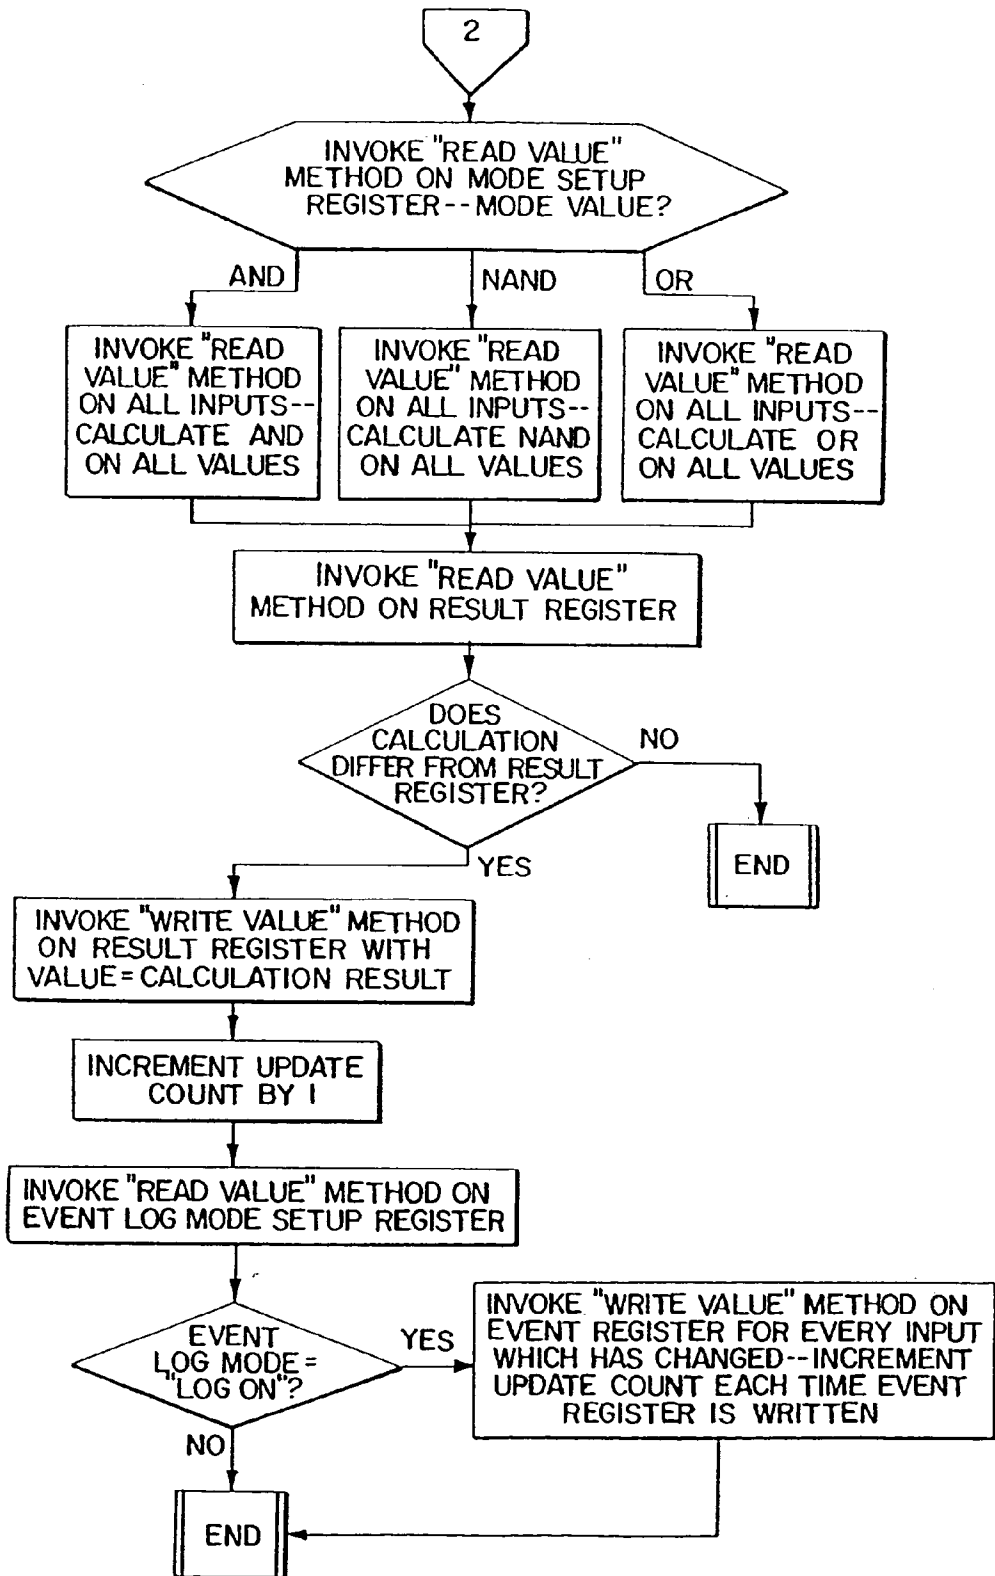 2
INVOKE "READ VALUE"
METHOD ON MODE SETUP
REGISTER--MODE VALUE?
AND
NAND
OR
INVOKE "READ
VALUE" METHOD
ON ALL INPUTS--
CALCULATE AND
ON ALL VALUES
INVOKE "READ
VALUE" METHOD
ON ALL INPUTS--
CALCULATE NAND
ON ALL VALUES
INVOKE "READ
VALUE" METHOD
ON ALL INPUTS--
CALCULATE OR
ON ALL VALUES
INVOKE "READ VALUE"
METHOD ON RESULT REGISTER
DOES
CALCULATION
DIFFER FROM RESULT
REGISTER?
NO
END
YES
INVOKE "WRITE VALUE" METHOD
ON RESULT REGISTER WITH
VALUE=CALCULATION RESULT
INCREMENT UPDATE
COUNT BY 1
INVOKE "READ VALUE" METHOD ON
EVENT LOG MODE SETUP REGISTER
EVENT
LOG MODE=
"LOG ON"?
YES
INVOKE "WRITE VALUE" METHOD ON
EVENT REGISTER FOR EVERY INPUT
WHICH HAS CHANGED--INCREMENT
UPDATE COUNT EACH TIME EVENT
REGISTER IS WRITTEN
NO
END